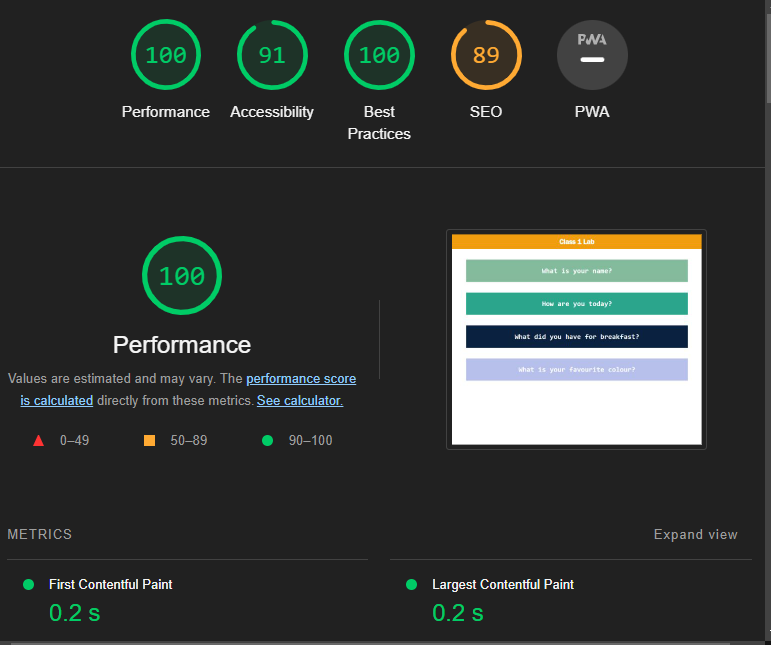 100
91
100
89
PWA
Performance
Accessibility
Best
Practices
SEO
PWA
100
Performance
Values are estimated and may vary. The performance score
is calculated directly from these metrics. See calculator.
0–49
50–89
90–100
Class 1 Lab
What is your name?
How are you today?
What did you have for breakfast?
What is your favourite colour?
METRICS
Expand view
First Contentful Paint
0.2 s
Largest Contentful Paint
0.2 s